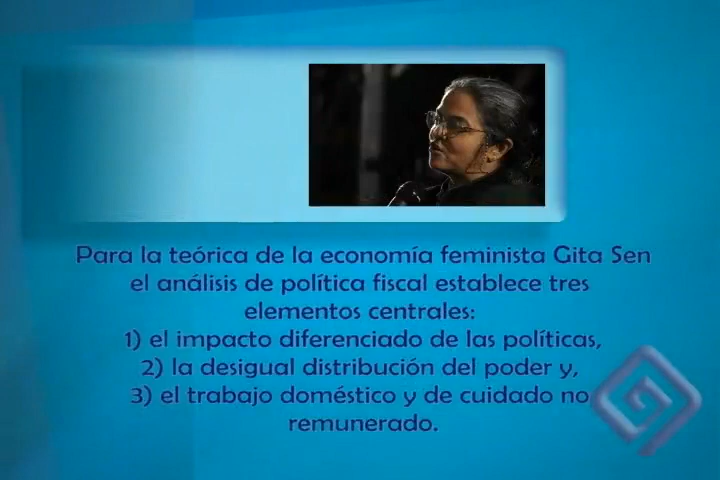 Para la teórica de la economía feminista Gita Sen
el análisis de política fiscal establece tres
elementos centrales:
1) el impacto diferenciado de las políticas,
2) la desigual distribución del poder y,
3) el trabajo doméstico y de cuidado no
remunerado.